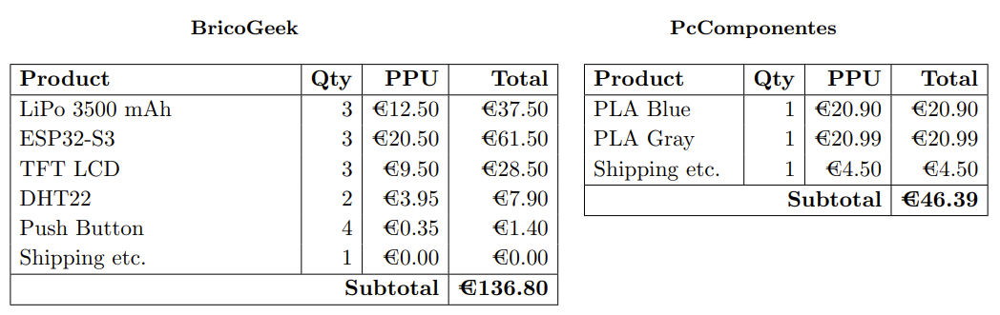 BricoGeek
Product Qty PPU Total
LiPo 3500 mAh 3 €12.50 €37.50
ESP32-S3 3 €20.50 €61.50
TFT LCD 3 €9.50 €28.50
DHT22 2 €3.95 €7.90
Push Button 4 €0.35 €1.40
Shipping etc. 1 €0.00 €0.00
Subtotal €136.80
PcComponentes
Product Qty PPU Total
PLA Blue 1 €20.90 €20.90
PLA Gray 1 €20.99 €20.99
Shipping etc. 1 €4.50 €4.50
Subtotal €46.39